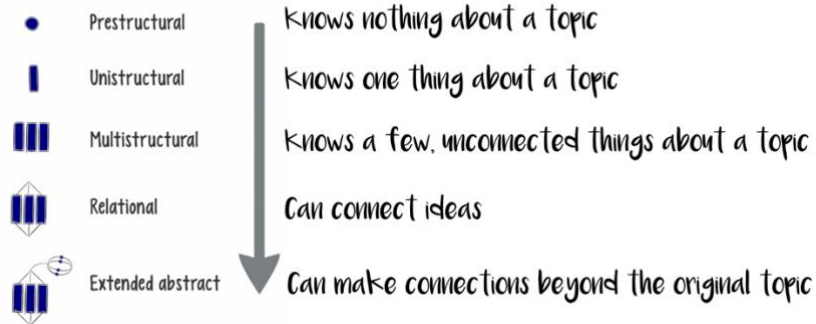 Prestructural Knows nothing about a topic
Unistructural Knows one thing about a topic
Multistructural Knows a few, unconnected things about a topic
Relational Can connect ideas
Extended abstract Can make connections beyond the original topic